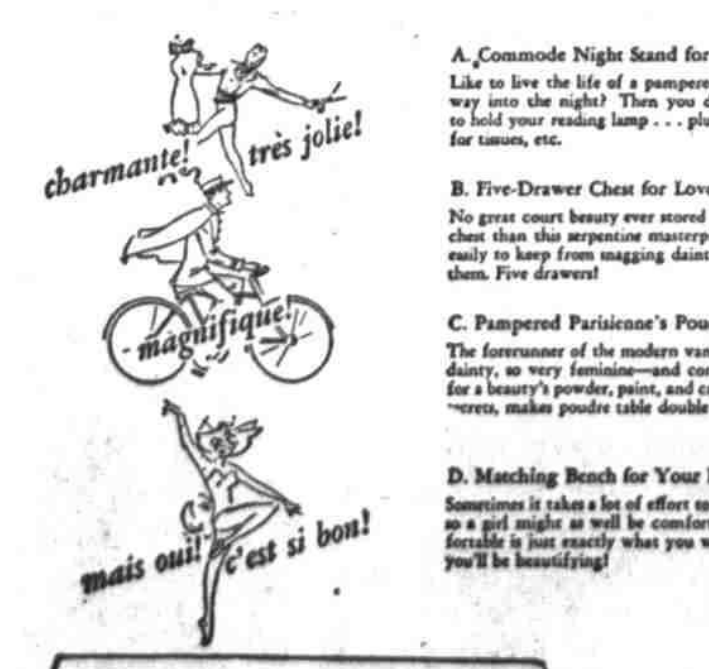 charmante!
très jolie!
magnifique!
mais oui!
c'est si bon!
A. Commode Night Stand for
Like to live the life of a pampere
way into the night? Then you d
to hold your reading lamp . . . plu
for tissues, etc.
B. Five-Drawer Chest for Love
No great court beauty ever stored
chest than this serpentine masterp
easily to keep from snagging daint
them. Five drawers!
C. Pampered Parisienne's Poud
The forerunner of the modern van
dainty, so very feminine—and con
for a beauty's powder, paint, and c
secrets, makes poudre table double
D. Matching Bench for Your
Sometimes it takes a lot of effort to
so a girl might as well be comfor
fortable is just exactly what you w
you'll be beautifying!